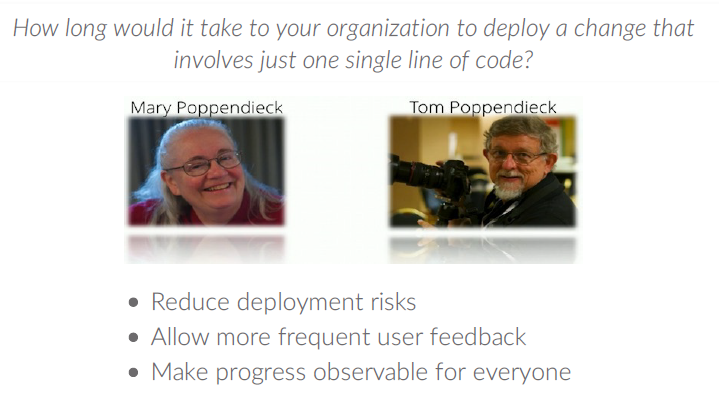 How long would it take to your organization to deploy a change that
involves just one single line of code?
Mary Poppendieck
Tom Poppendieck
Reduce deployment risks
Allow more frequent user feedback
Make progress observable for everyone